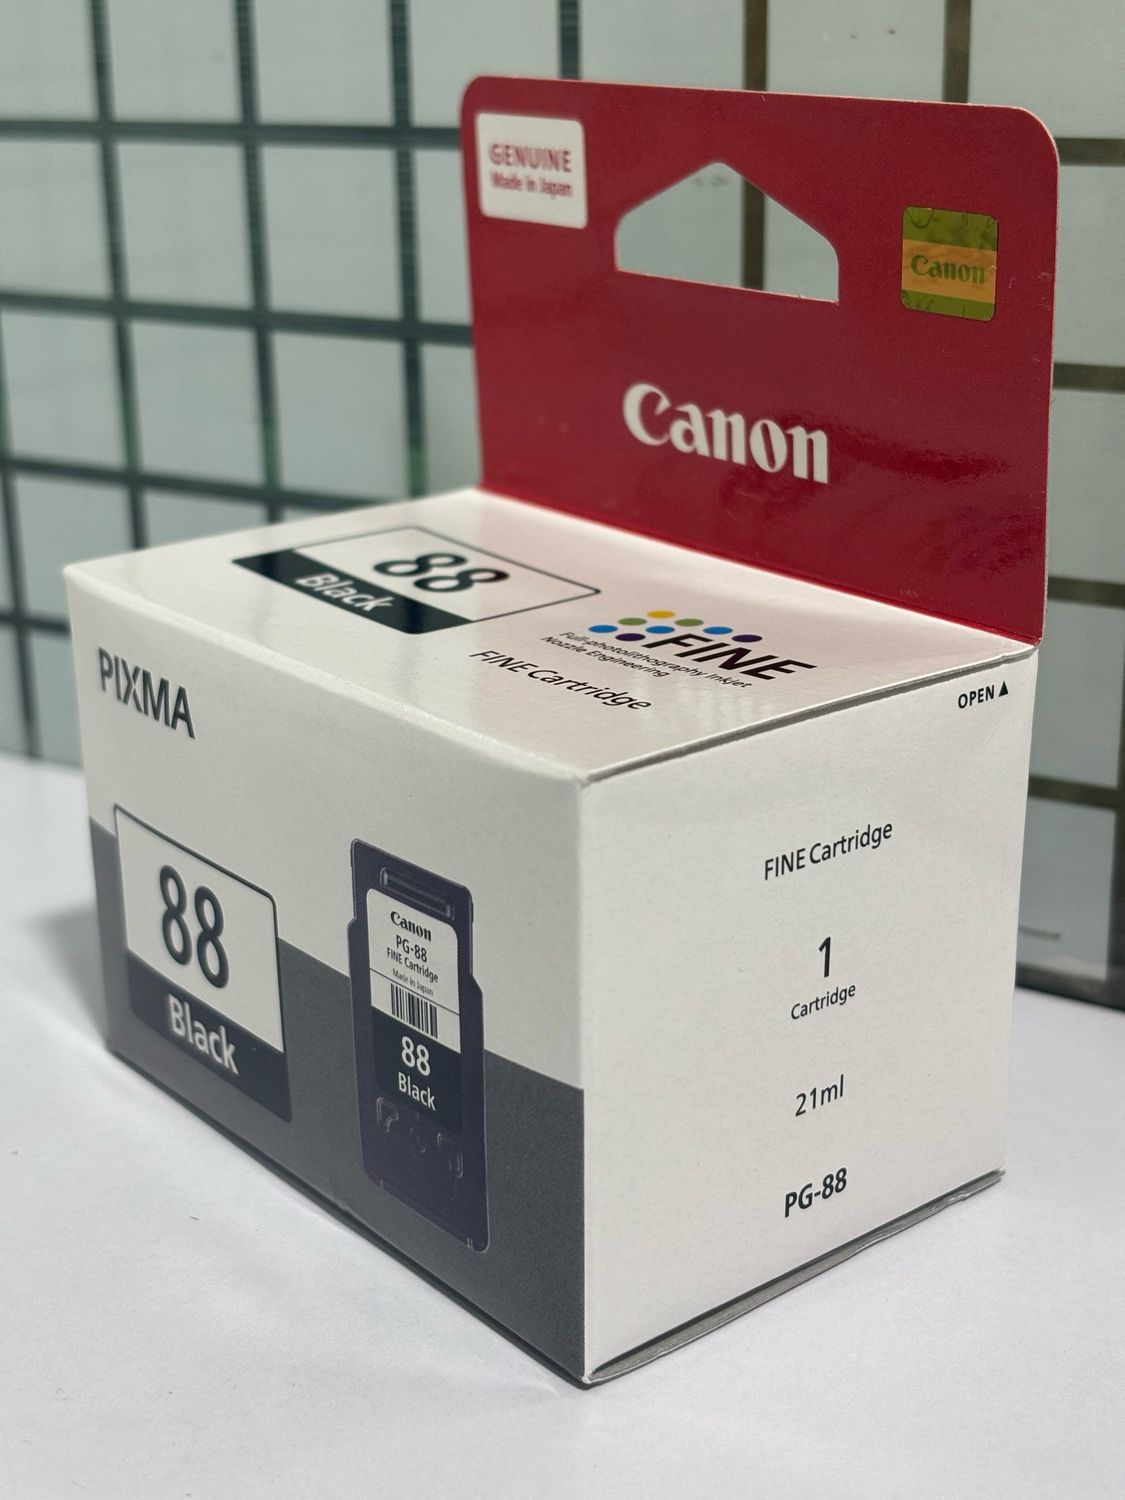 GENUINE
Made in Japan
Canon
Canon
88
Black
FINE
Full-photolithography Inkjet
Nozzle Engineering
FINE Cartridge
PIXMA
88
Black
Canon
PG-88
FINE Cartridge
Made in Japan
88
Black
OPEN ▲
FINE Cartridge
1
Cartridge
21ml
PG-88